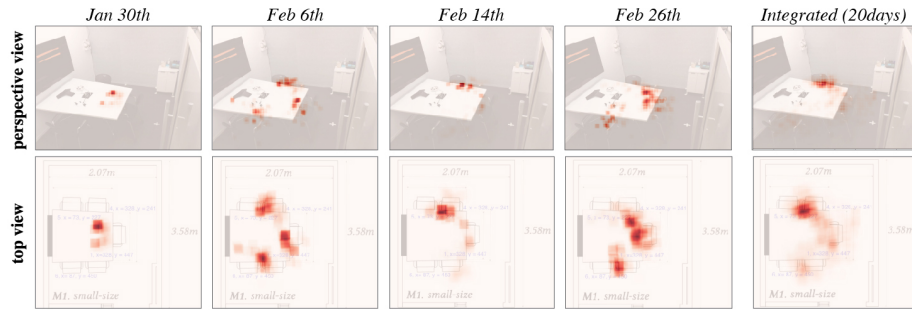 Jan 30th
Feb 6th
Feb 14th
Feb 26th
Integrated (20days)
perspective view
top view
2.07m
3.58m
M1. small-size
2.07m
3.58m
M1. small-size
2.07m
3.58m
M1. small-size
2.07m
3.58m
M1. small-size
2.07m
3.58m
M1. small-size